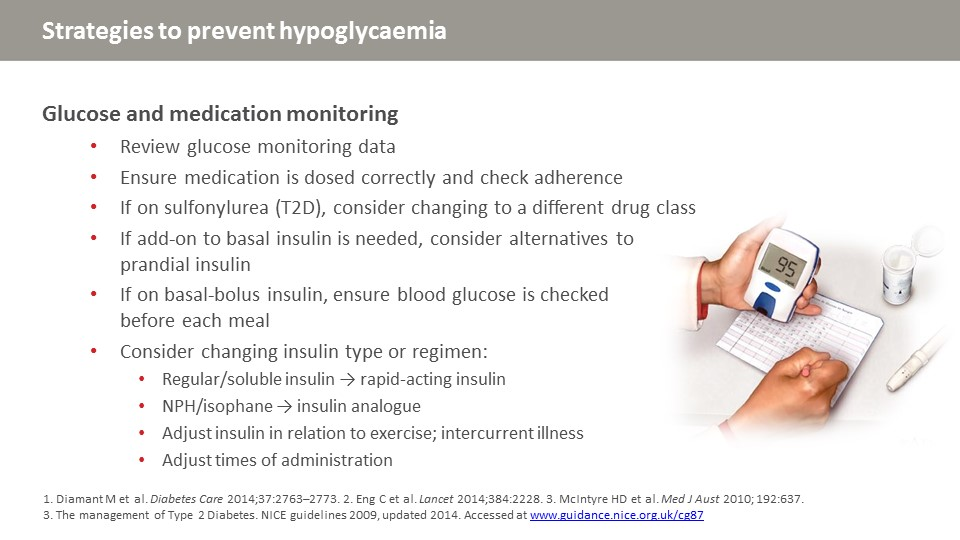 Strategies to prevent hypoglycaemia
Glucose and medication monitoring
• Review glucose monitoring data
• Ensure medication is dosed correctly and check adherence
• If on sulfonylurea (T2D), consider changing to a different drug class
• If add-on to basal insulin is needed, consider alternatives to
prandial insulin
• If on basal-bolus insulin, ensure blood glucose is checked
before each meal
• Consider changing insulin type or regimen:
• Regular/soluble insulin → rapid-acting insulin
• NPH/isophane → insulin analogue
• Adjust insulin in relation to exercise; intercurrent illness
• Adjust times of administration
95
1. Diamant M et al. Diabetes Care 2014;37:2763–2773. 2. Eng C et al. Lancet 2014;384:2228. 3. McIntyre HD et al. Med J Aust 2010; 192:637.
3. The management of Type 2 Diabetes. NICE guidelines 2009, updated 2014. Accessed at www.guidance.nice.org.uk/cg87